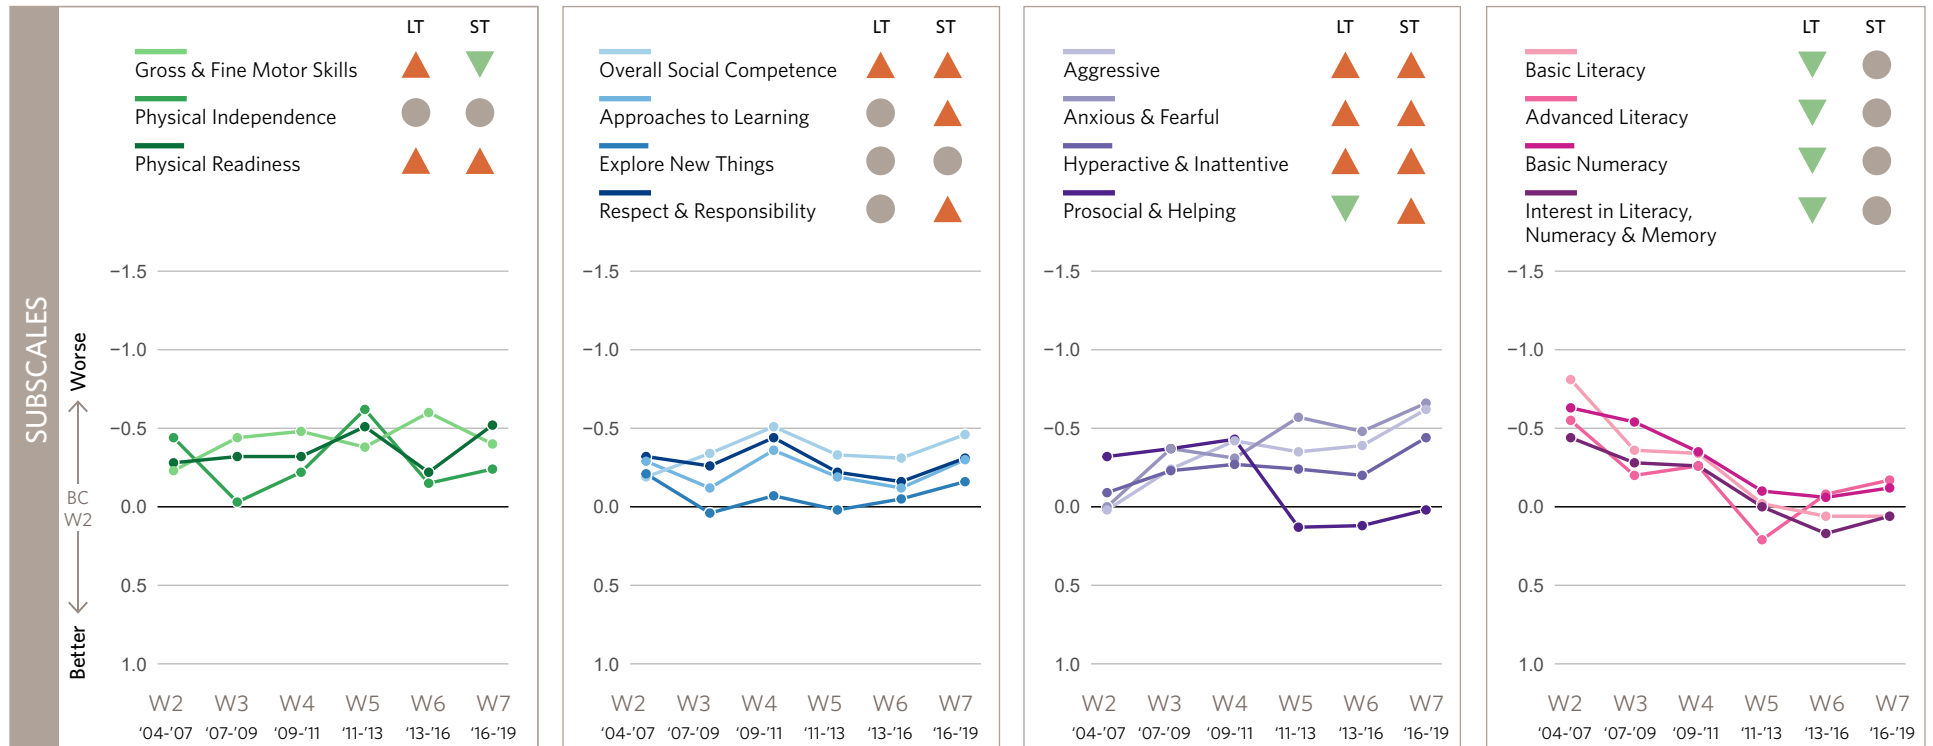 SUBSCALES
Worse
BC
W2
Better
LT ST
Gross & Fine Motor Skills
Physical Independence
Physical Readiness
−1.5
−1.0
−0.5
0.0
0.5
1.0
W2 W3 W4 W5 W6 W7
‘04-’07 ‘07-’09 ‘09-’11 ‘11-’13 ‘13-’16 ‘16-’19
LT ST
Overall Social Competence
Approaches to Learning
Explore New Things
Respect & Responsibility
−1.5
−1.0
−0.5
0.0
0.5
1.0
W2 W3 W4 W5 W6 W7
‘04-’07 ‘07-’09 ‘09-’11 ‘11-’13 ‘13-’16 ‘16-’19
LT ST
Aggressive
Anxious & Fearful
Hyperactive & Inattentive
Prosocial & Helping
−1.5
−1.0
−0.5
0.0
0.5
1.0
W2 W3 W4 W5 W6 W7
‘04-’07 ‘07-’09 ‘09-’11 ‘11-’13 ‘13-’16 ‘16-’19
LT ST
Basic Literacy
Advanced Literacy
Basic Numeracy
Interest in Literacy,
Numeracy & Memory
−1.5
−1.0
−0.5
0.0
0.5
1.0
W2 W3 W4 W5 W6 W7
‘04-’07 ‘07-’09 ‘09-’11 ‘11-’13 ‘13-’16 ‘16-’19